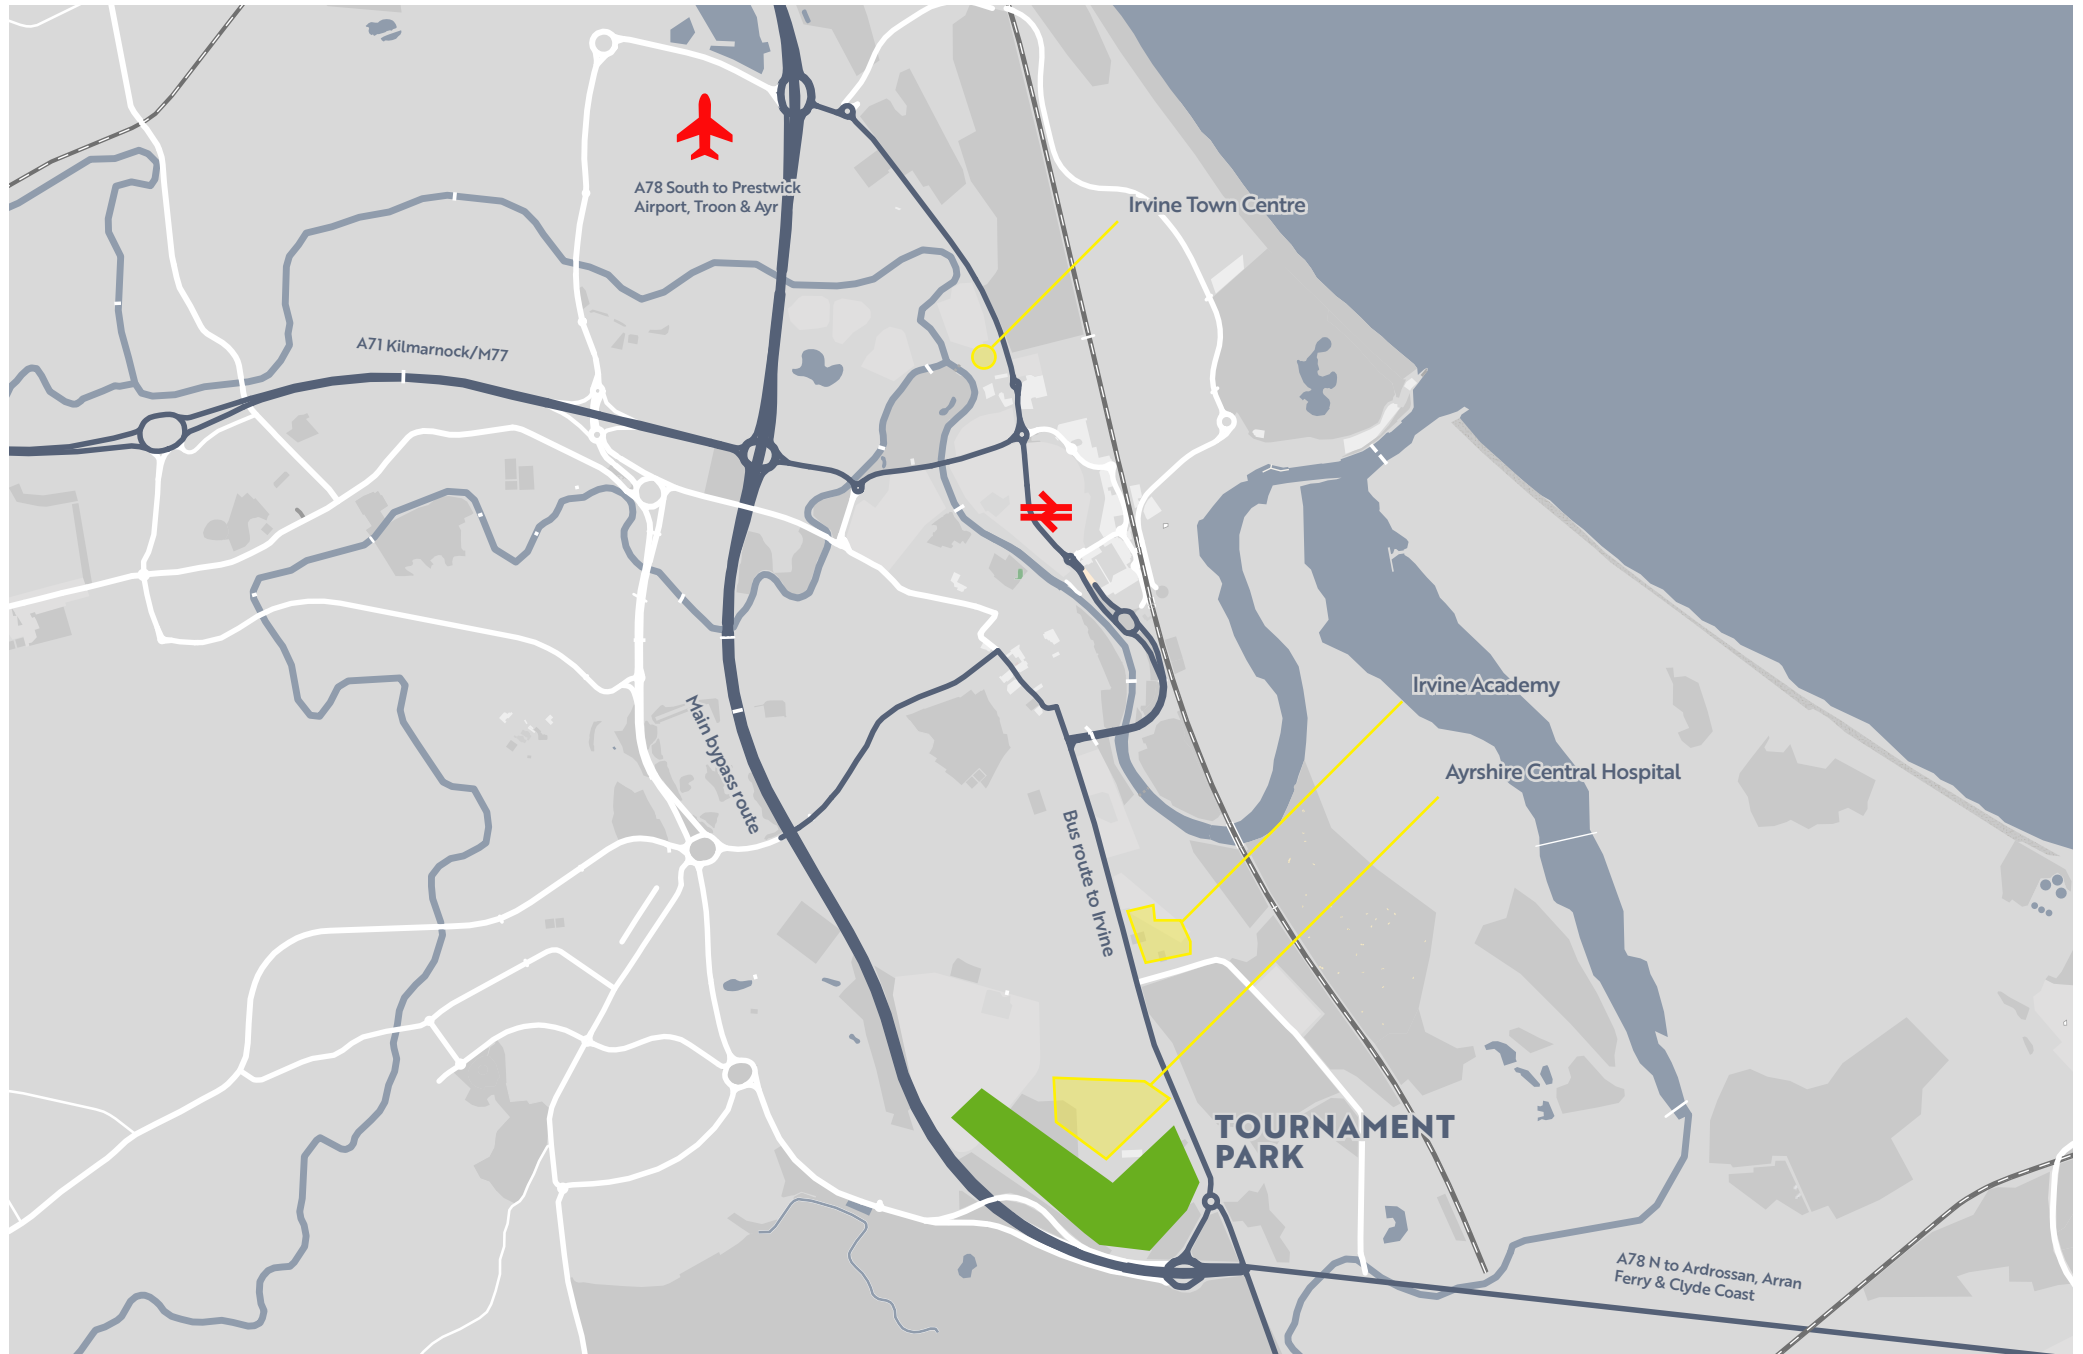 A78 South to Prestwick
Airport, Troon & Ayr
Irvine Town Centre
A71 Kilmarnock/M77
Main bypass route
Irvine Academy
Ayrshire Central Hospital
Bus route to Irvine
TOURNAMENT
PARK
A78 N to Ardrossan, Arran
Ferry & Clyde Coast